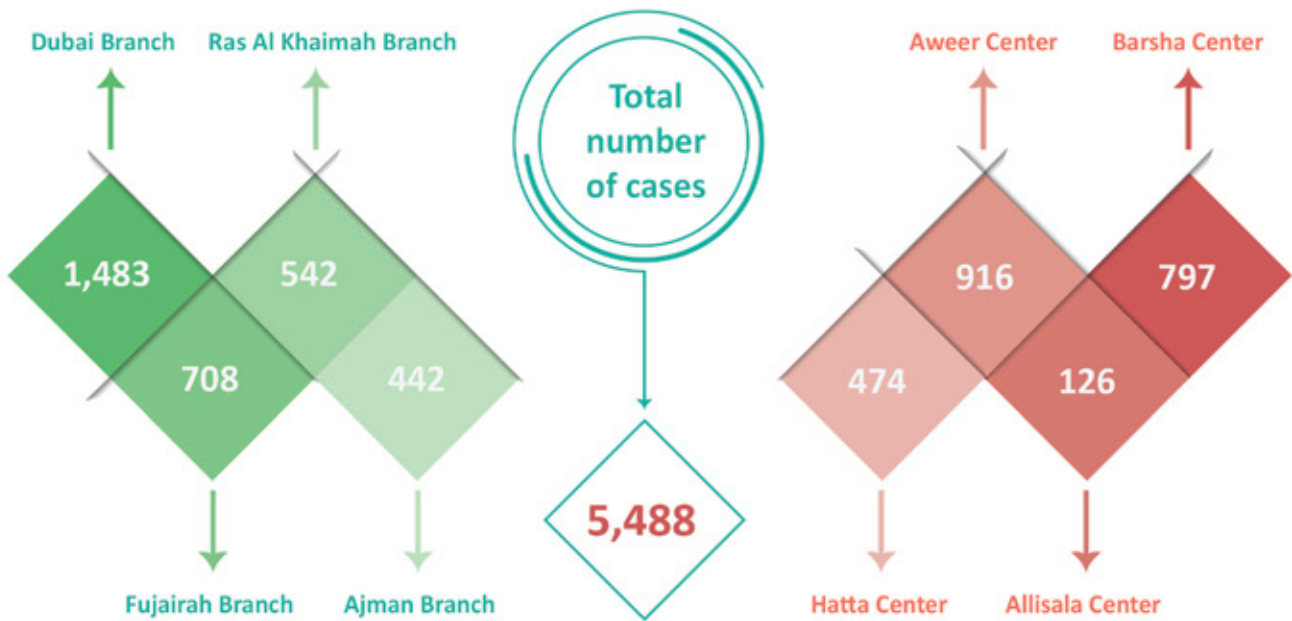 Dubai Branch
Ras Al Khaimah Branch
1,483
542
708
442
Fujairah Branch
Ajman Branch
Total
number
of cases
5,488
Aweer Center
Barsha Center
916
797
474
126
Hatta Center
Allisala Center